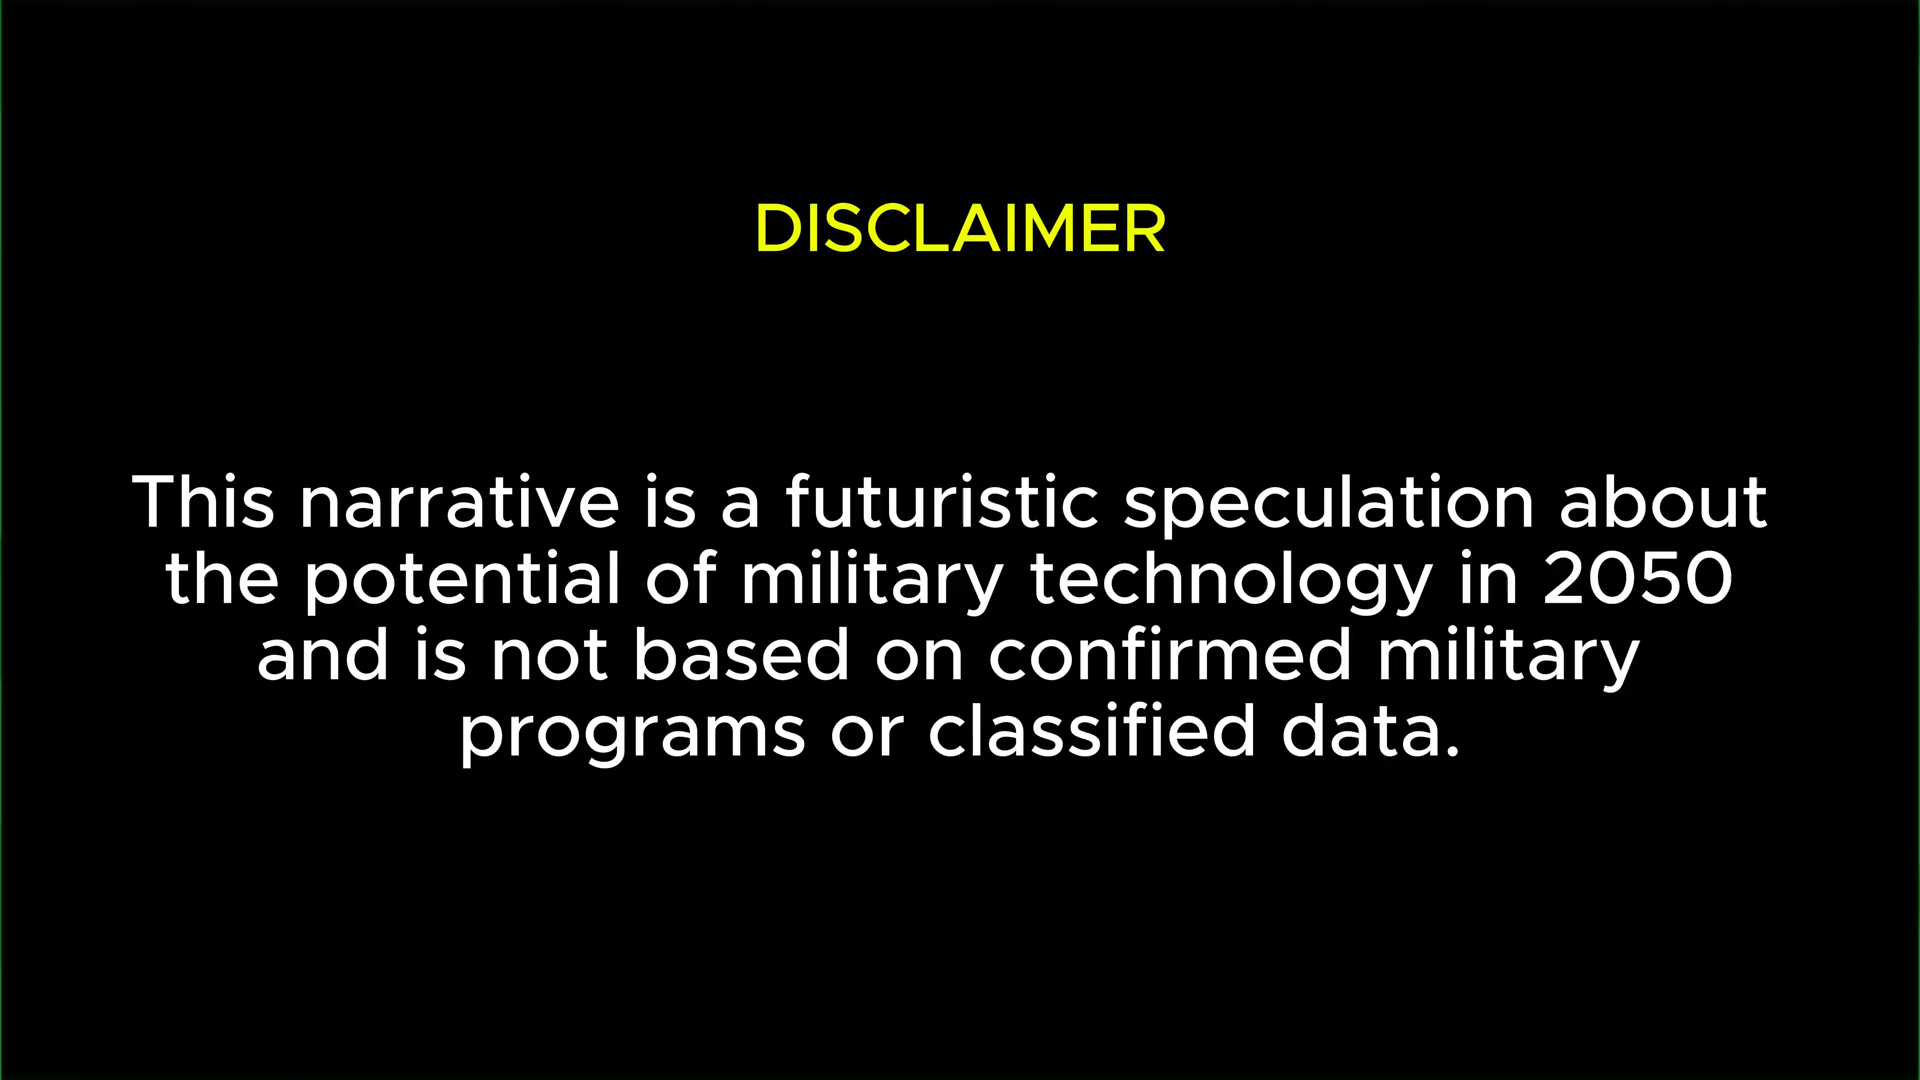 DISCLAIMER
This narrative is a futuristic speculation about
the potential of military technology in 2050
and is not based on confirmed military
programs or classified data.